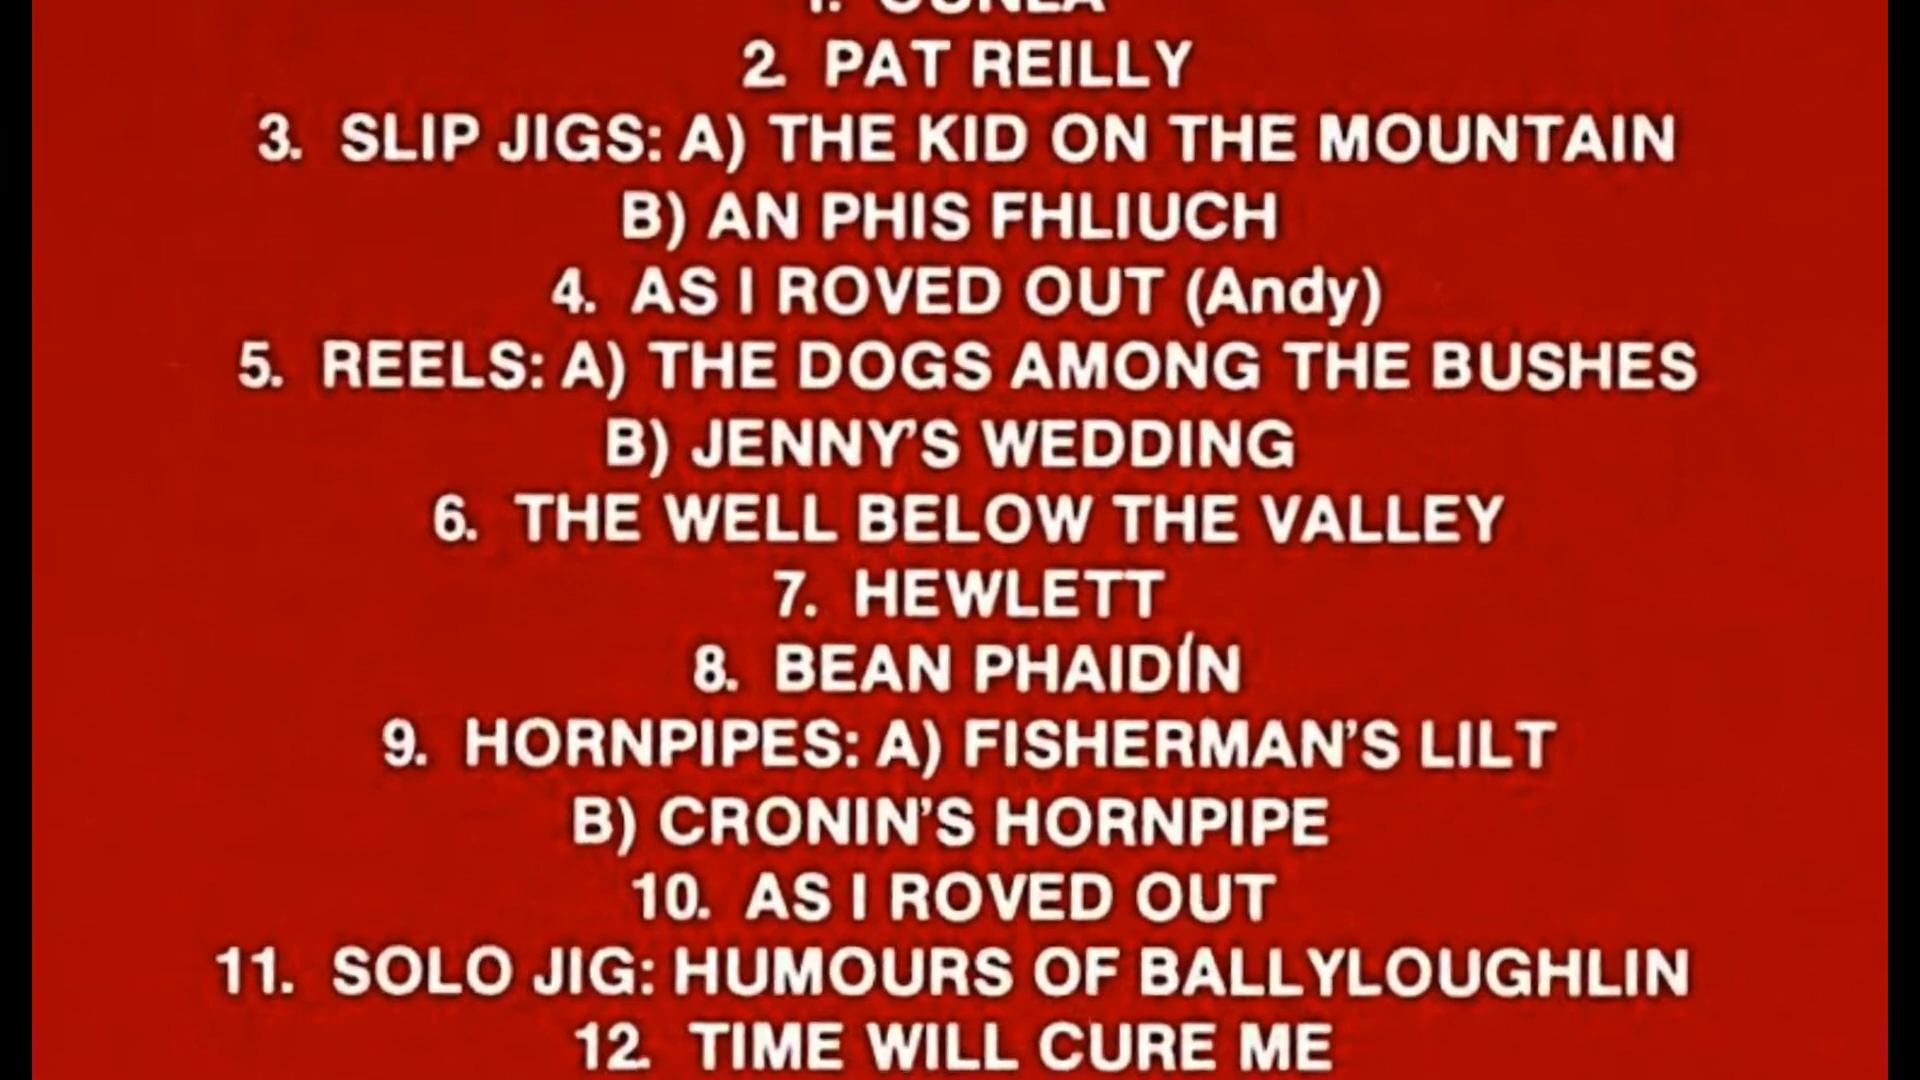 2. PAT REILLY
3. SLIP JIGS: A) THE KID ON THE MOUNTAIN
B) AN PHIS FHLIUCH
4. AS I ROVED OUT (Andy)
5. REELS: A) THE DOGS AMONG THE BUSHES
B) JENNY'S WEDDING
6. THE WELL BELOW THE VALLEY
7. HEWLETT
8. BEAN PHAIDÍN
9. HORNPIPES: A) FISHERMAN'S LILT
B) CRONIN'S HORNPIPE
10. AS I ROVED OUT
11. SOLO JIG: HUMOURS OF BALLYLOUGHLIN
12. TIME WILL CURE ME